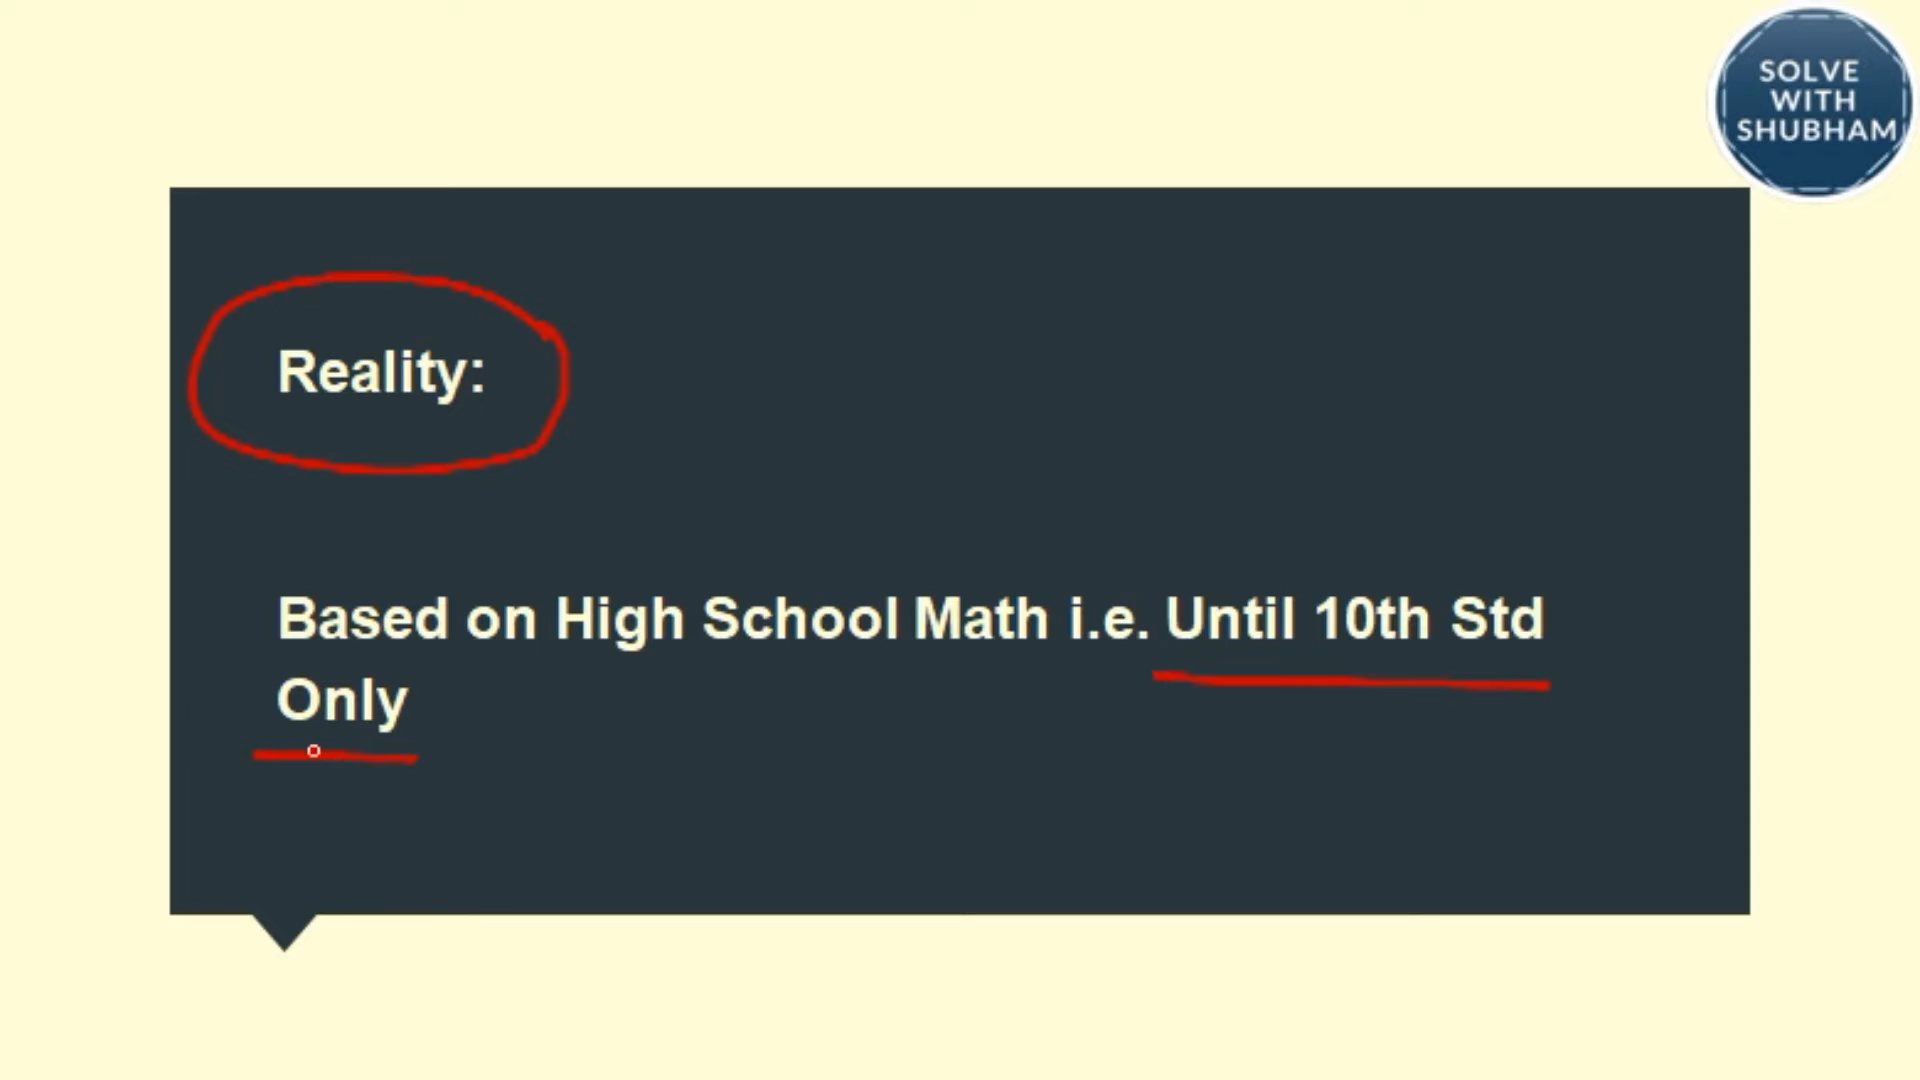 SOLVE
WITH
SHUBHAM
Reality:
Based on High School Math i.e. Until 10th Std
Only